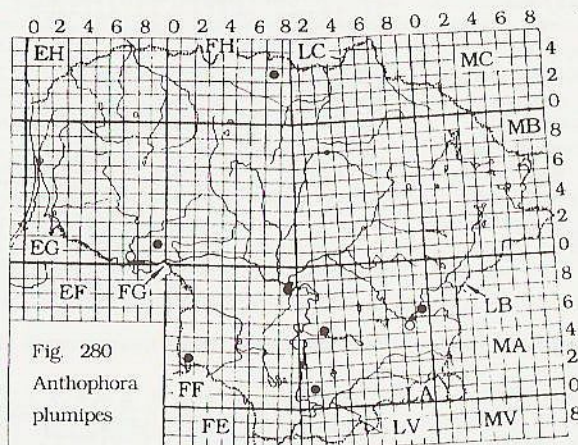 0 2 4 6 8 0 2 4 6 8 2 4 6 8 0 2 4 6 8
EH FH LC MC
4
2
0
MB
8
6
4
2
EG 0
EF FG LB
8
6
MA
4
Fig. 280
Anthophora
plumipes
FF LA
2
0
FE LV MV 8